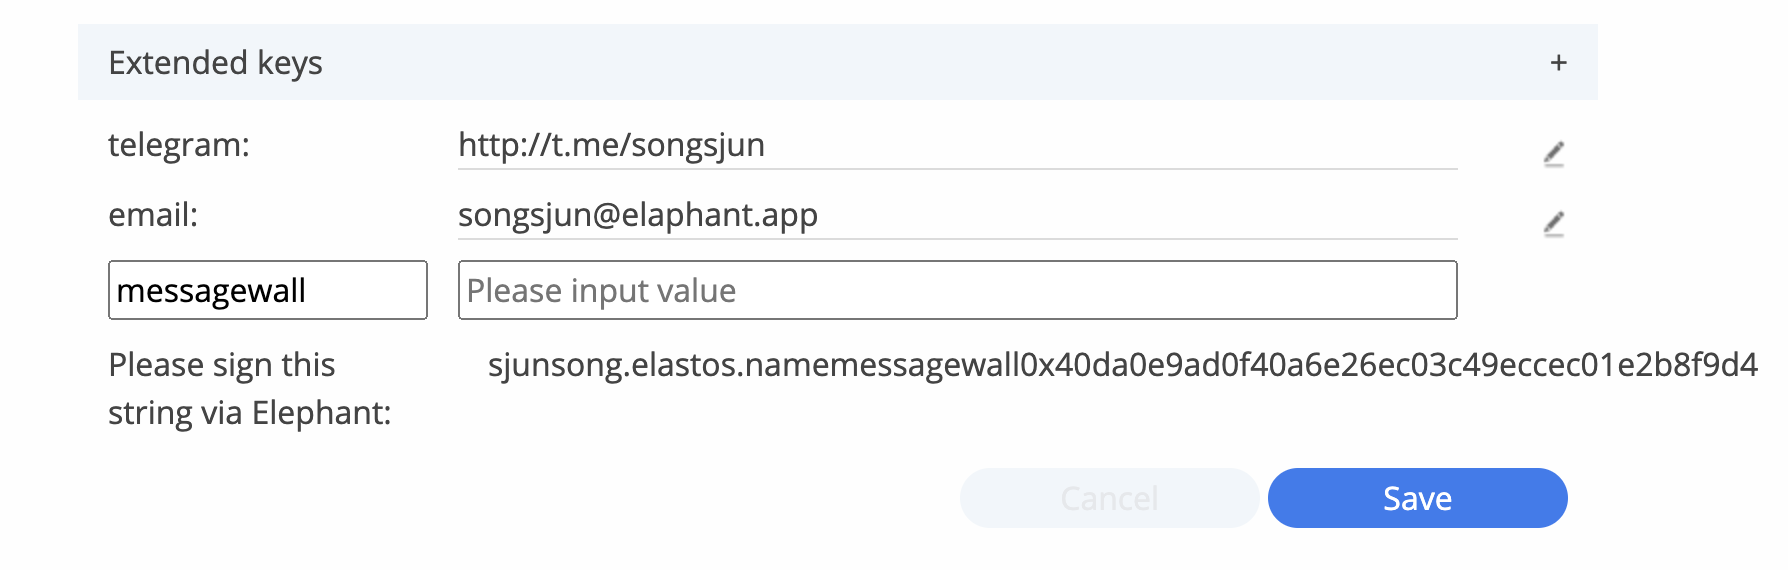 Extended keys +
telegram: http://t.me/songsjun
email: songsjun@elaphant.app
messagewall Please input value
Please sign this sjunsong.elastos.namemessagewall0x40da0e9ad0f40a6e26ec03c49eccec01e2b8f9d4
string via Elephant:
Cancel Save